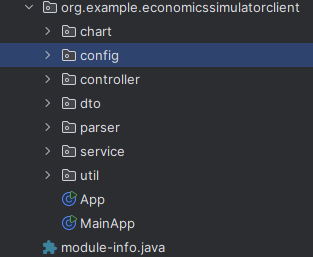 org.example.economicssimulatorclient
chart
config
controller
dto
parser
service
util
App
MainApp
module-info.java